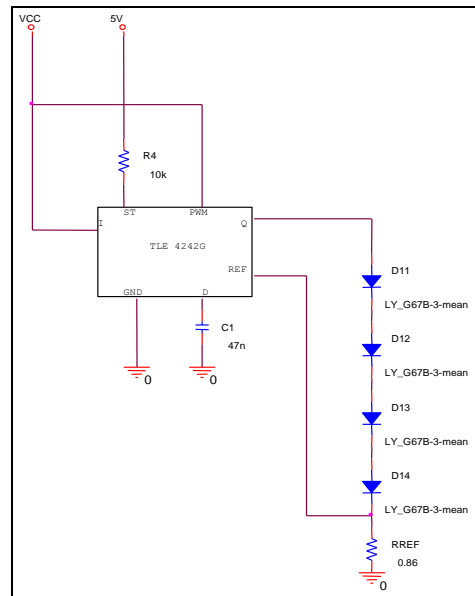 VCC
5V
R4
10k
ST
PWM
I
Q
TLE 4242G
REF
GND
D
C1
47n
0
0
D11
LY_G67B-3-mean
D12
LY_G67B-3-mean
D13
LY_G67B-3-mean
D14
LY_G67B-3-mean
RREF
0.86
0